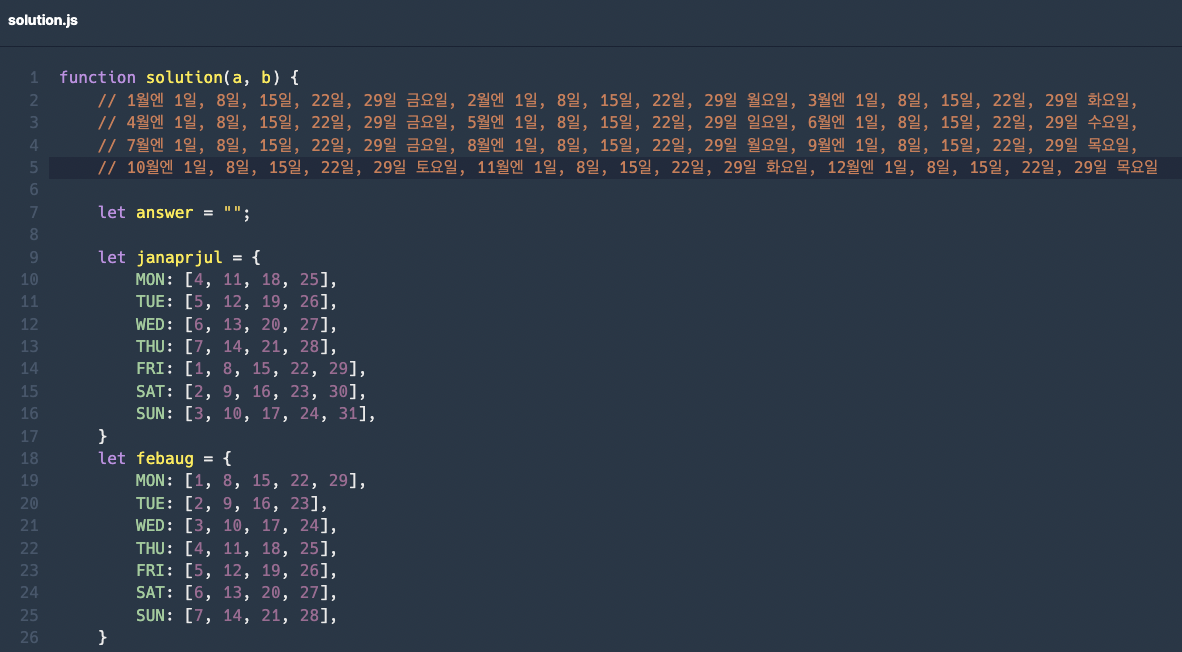 solution.js
1 function solution(a, b) {
2 // 1월엔 1일, 8일, 15일, 22일, 29일 금요일, 2월엔 1일, 8일, 15일, 22일, 29일 월요일, 3월엔 1일, 8일, 15일, 22일, 29일 화요일,
3 // 4월엔 1일, 8일, 15일, 22일, 29일 금요일, 5월엔 1일, 8일, 15일, 22일, 29일 일요일, 6월엔 1일, 8일, 15일, 22일, 29일 수요일,
4 // 7월엔 1일, 8일, 15일, 22일, 29일 금요일, 8월엔 1일, 8일, 15일, 22일, 29일 월요일, 9월엔 1일, 8일, 15일, 22일, 29일 목요일,
5 // 10월엔 1일, 8일, 15일, 22일, 29일 토요일, 11월엔 1일, 8일, 15일, 22일, 29일 화요일, 12월엔 1일, 8일, 15일, 22일, 29일 목요일
6
7 let answer = "";
8
9 let janaprjul = {
10 MON: [4, 11, 18, 25],
11 TUE: [5, 12, 19, 26],
12 WED: [6, 13, 20, 27],
13 THU: [7, 14, 21, 28],
14 FRI: [1, 8, 15, 22, 29],
15 SAT: [2, 9, 16, 23, 30],
16 SUN: [3, 10, 17, 24, 31],
17 }
18 let febaug = {
19 MON: [1, 8, 15, 22, 29],
20 TUE: [2, 9, 16, 23],
21 WED: [3, 10, 17, 24],
22 THU: [4, 11, 18, 25],
23 FRI: [5, 12, 19, 26],
24 SAT: [6, 13, 20, 27],
25 SUN: [7, 14, 21, 28],
26 }